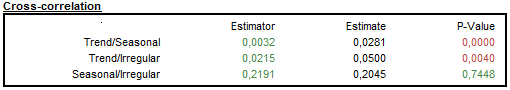 Cross-correlation
Estimator Estimate P-Value
Trend/Seasonal 0,0032 0,0281 0,0000
Trend/Irregular 0,0215 0,0500 0,0040
Seasonal/Irregular 0,2191 0,2045 0,7448